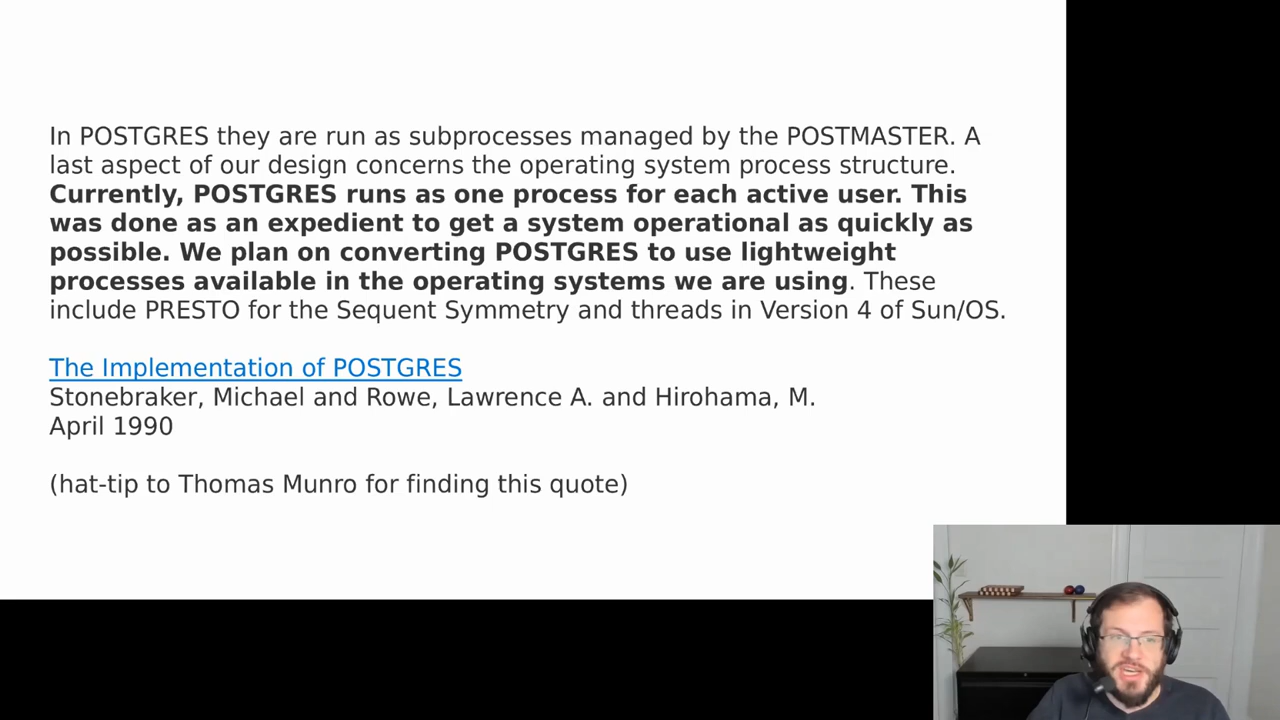 In POSTGRES they are run as subprocesses managed by the POSTMASTER. A
last aspect of our design concerns the operating system process structure.
Currently, POSTGRES runs as one process for each active user. This
was done as an expedient to get a system operational as quickly as
possible. We plan on converting POSTGRES to use lightweight
processes available in the operating systems we are using. These
include PRESTO for the Sequent Symmetry and threads in Version 4 of Sun/OS.
The Implementation of POSTGRES
Stonebraker, Michael and Rowe, Lawrence A. and Hirohama, M.
April 1990
(hat-tip to Thomas Munro for finding this quote)